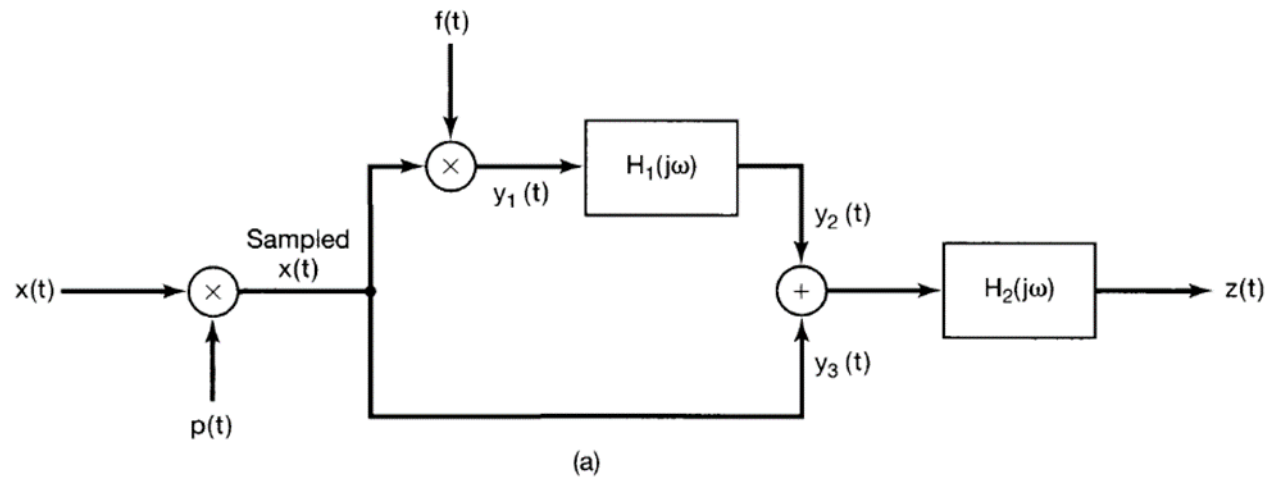 f(t)
×
y₁ (t)
H₁(jω)
y₂ (t)
Sampled
x(t)
x(t)
×
p(t)
+
H₂(jω)
z(t)
y₃ (t)
(a)